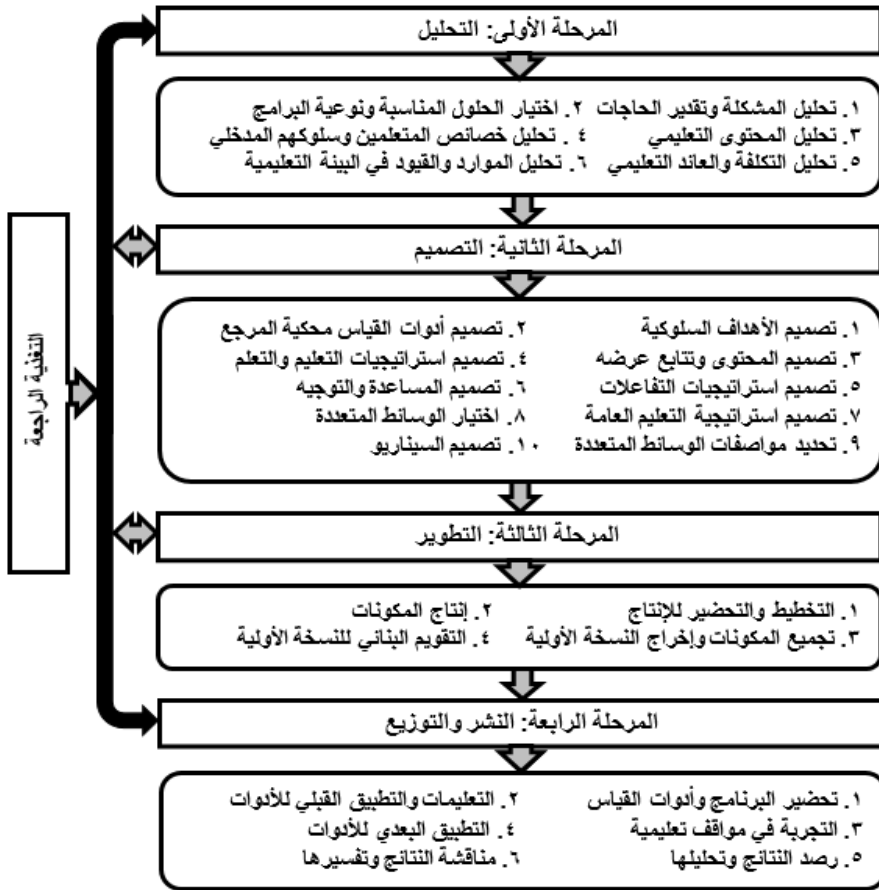 المرحلة الأولى: التحليل
١. تحليل المشكلة وتقدير الحاجات ٢. اختيار الحلول المناسبة ونوعية البرامج
٣. تحليل المحتوى التعليمي ٤. تحليل خصائص المتعلمين وسلوكهم المدخلي
٥. تحليل التكلفة والعائد التعليمي ٦. تحليل الموارد والقيود في البيئة التعليمية
المرحلة الثانية: التصميم
١. تصميم الأهداف السلوكية ٢. تصميم أدوات القياس محكية المرجع
٣. تصميم المحتوى وتتابع عرضه ٤. تصميم استراتيجيات التعليم والتعلم
٥. تصميم استراتيجيات التفاعلات ٦. تصميم المساعدة والتوجيه
٧. تصميم استراتيجية التعليم العامة ٨. اختيار الوسائط المتعددة
٩. تحديد مواصفات الوسائط المتعددة ١٠. تصميم السيناريو
المرحلة الثالثة: التطوير
١. التخطيط والتحضير للإنتاج ٢. إنتاج المكونات
٣. تجميع المكونات وإخراج النسخة الأولية ٤. التقويم البنائي للنسخة الأولية
المرحلة الرابعة: النشر والتوزيع
١. تحضير البرنامج وأدوات القياس ٢. التعليمات والتطبيق القبلي للأدوات
٣. التجربة في مواقف تعليمية ٤. التطبيق البعدي للأدوات
٥. رصد النتائج وتحليلها ٦. مناقشة النتائج وتفسيرها
التغذية الراجعة